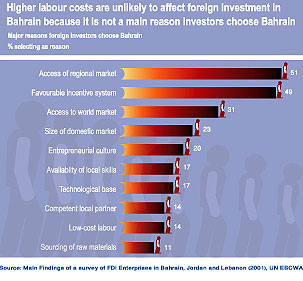 Higher labour costs are unlikely to affect foreign investment in
Bahrain because it is not a main reason investors choose Bahrain
Major reasons foreign investors choose Bahrain
% selecting as reason
Access of regional market 51
Favourable incentive system 49
Access to world market 31
Size of domestic market 23
Entrepreneurial culture 20
Availablity of local skills 17
Technological base 17
Competent local partner 14
Low-cost labour 14
Sourcing of raw materials 11
Source: Main Findings of a survey of FDI Enterprises in Bahrain, Jordan and Lebanon (2001), UN ESCWA